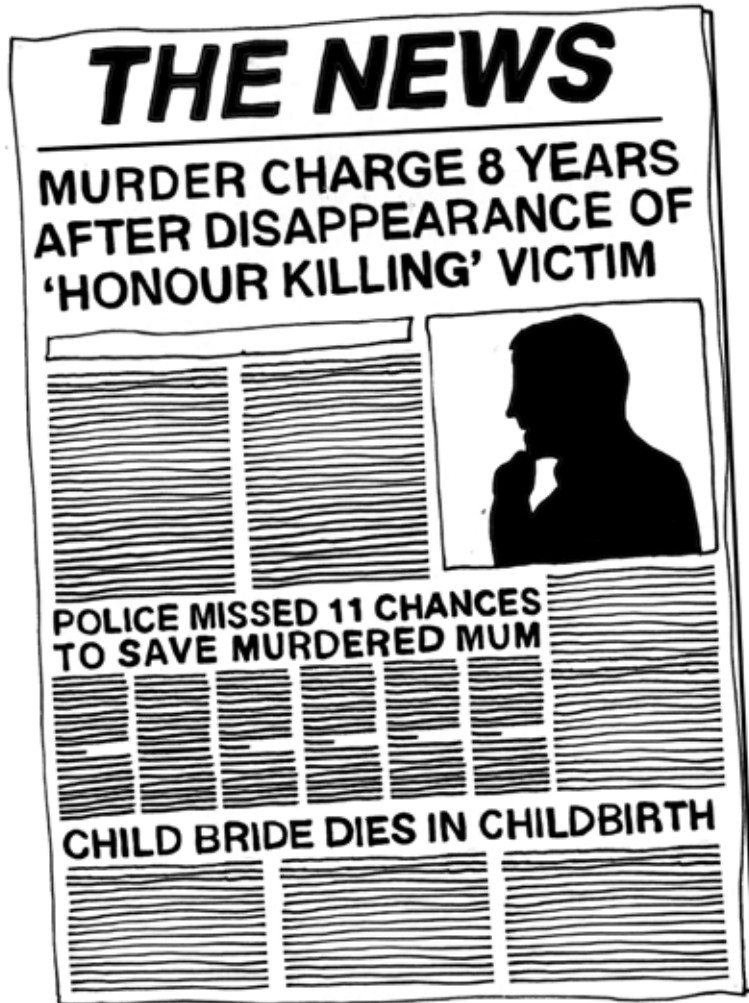 THE NEWS
MURDER CHARGE 8 YEARS
AFTER DISAPPEARANCE OF
‘HONOUR KILLING’ VICTIM
POLICE MISSED 11 CHANCES
TO SAVE MURDERED MUM
CHILD BRIDE DIES IN CHILDBIRTH